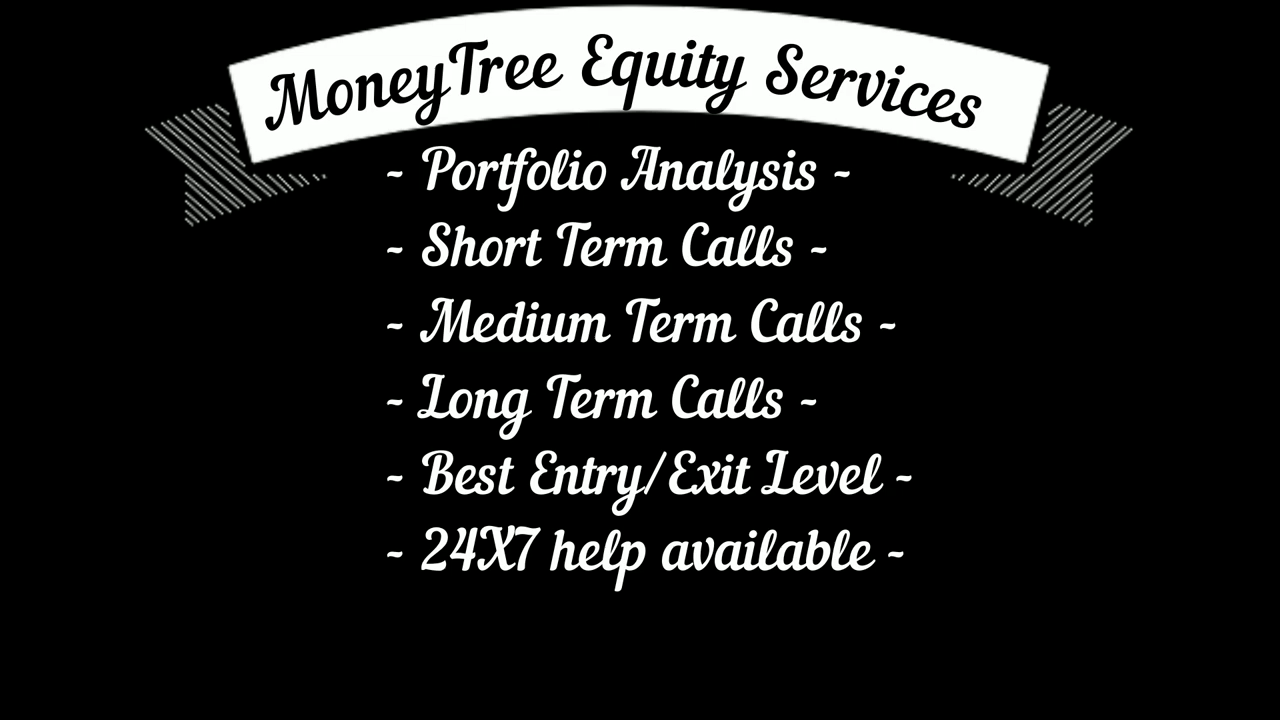 MoneyTree Equity Services
- Portfolio Analysis -
- Short Term Calls -
- Medium Term Calls -
- Long Term Calls -
- Best Entry/Exit Level -
- 24X7 help available -